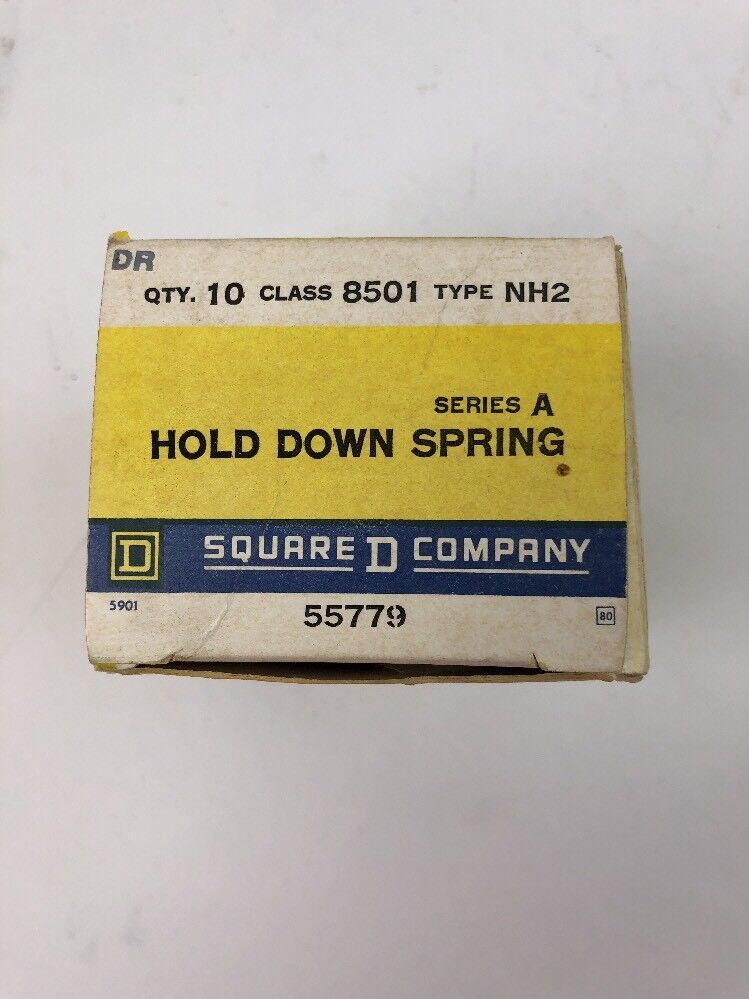 DR
QTY. 10 CLASS 8501 TYPE NH2
SERIES A
HOLD DOWN SPRING
D SQUARE D COMPANY
5901 55779 80